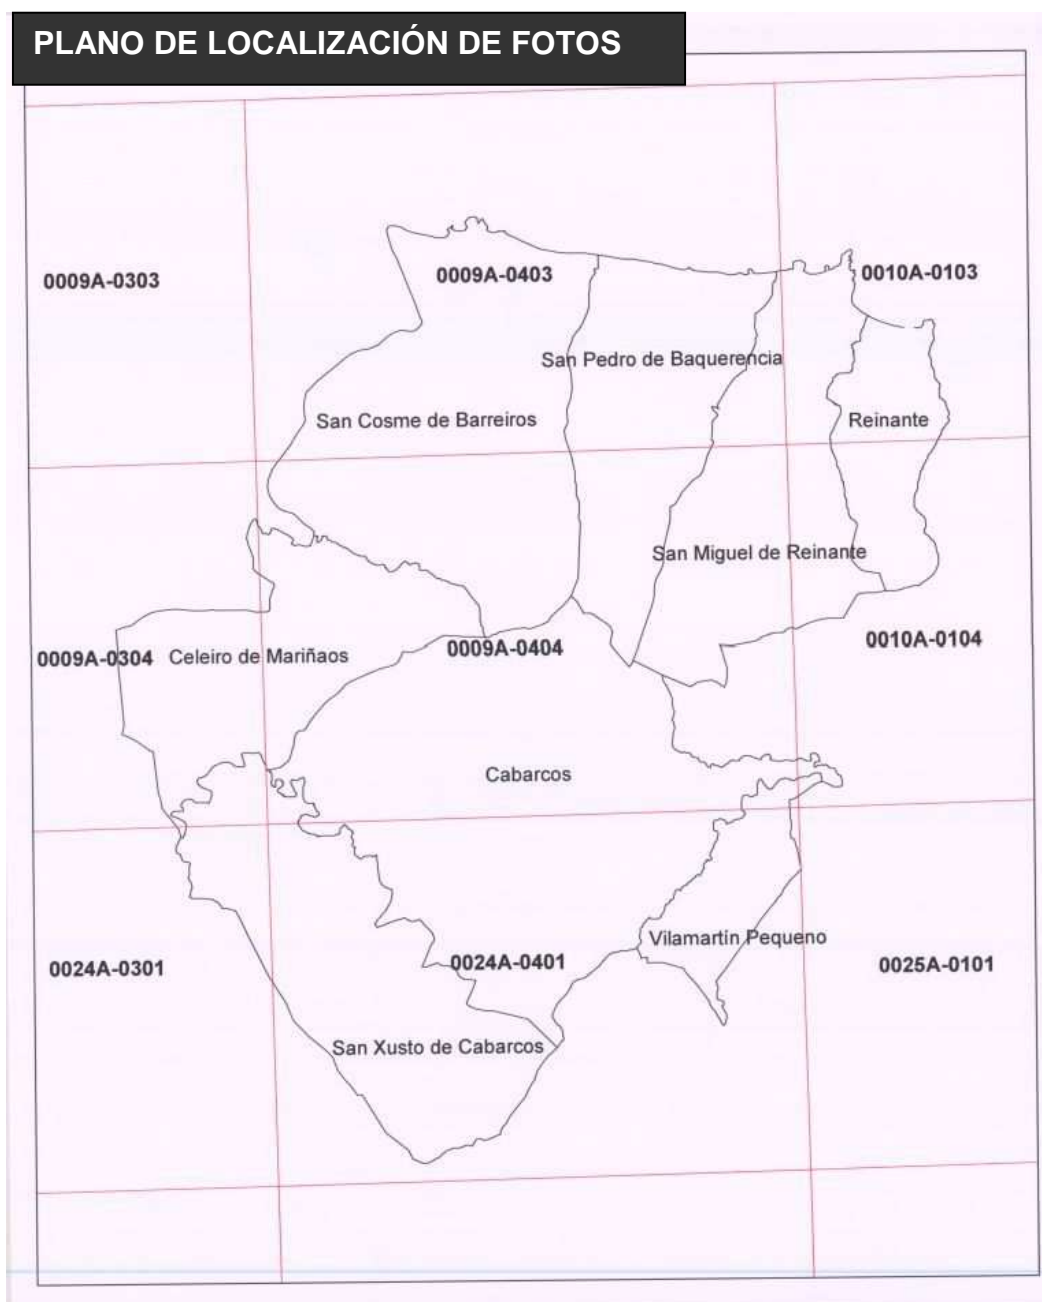 PLANO DE LOCALIZACIÓN DE FOTOS
0009A-0303
0009A-0403
0010A-0103
San Pedro de Baquerencia
San Cosme de Barreiros
Reinante
San Miguel de Reinante
0009A-0304
Celeiro de Mariñaos
0009A-0404
0010A-0104
Cabarcos
Vilamartín Pequeno
0024A-0301
0024A-0401
0025A-0101
San Xusto de Cabarcos